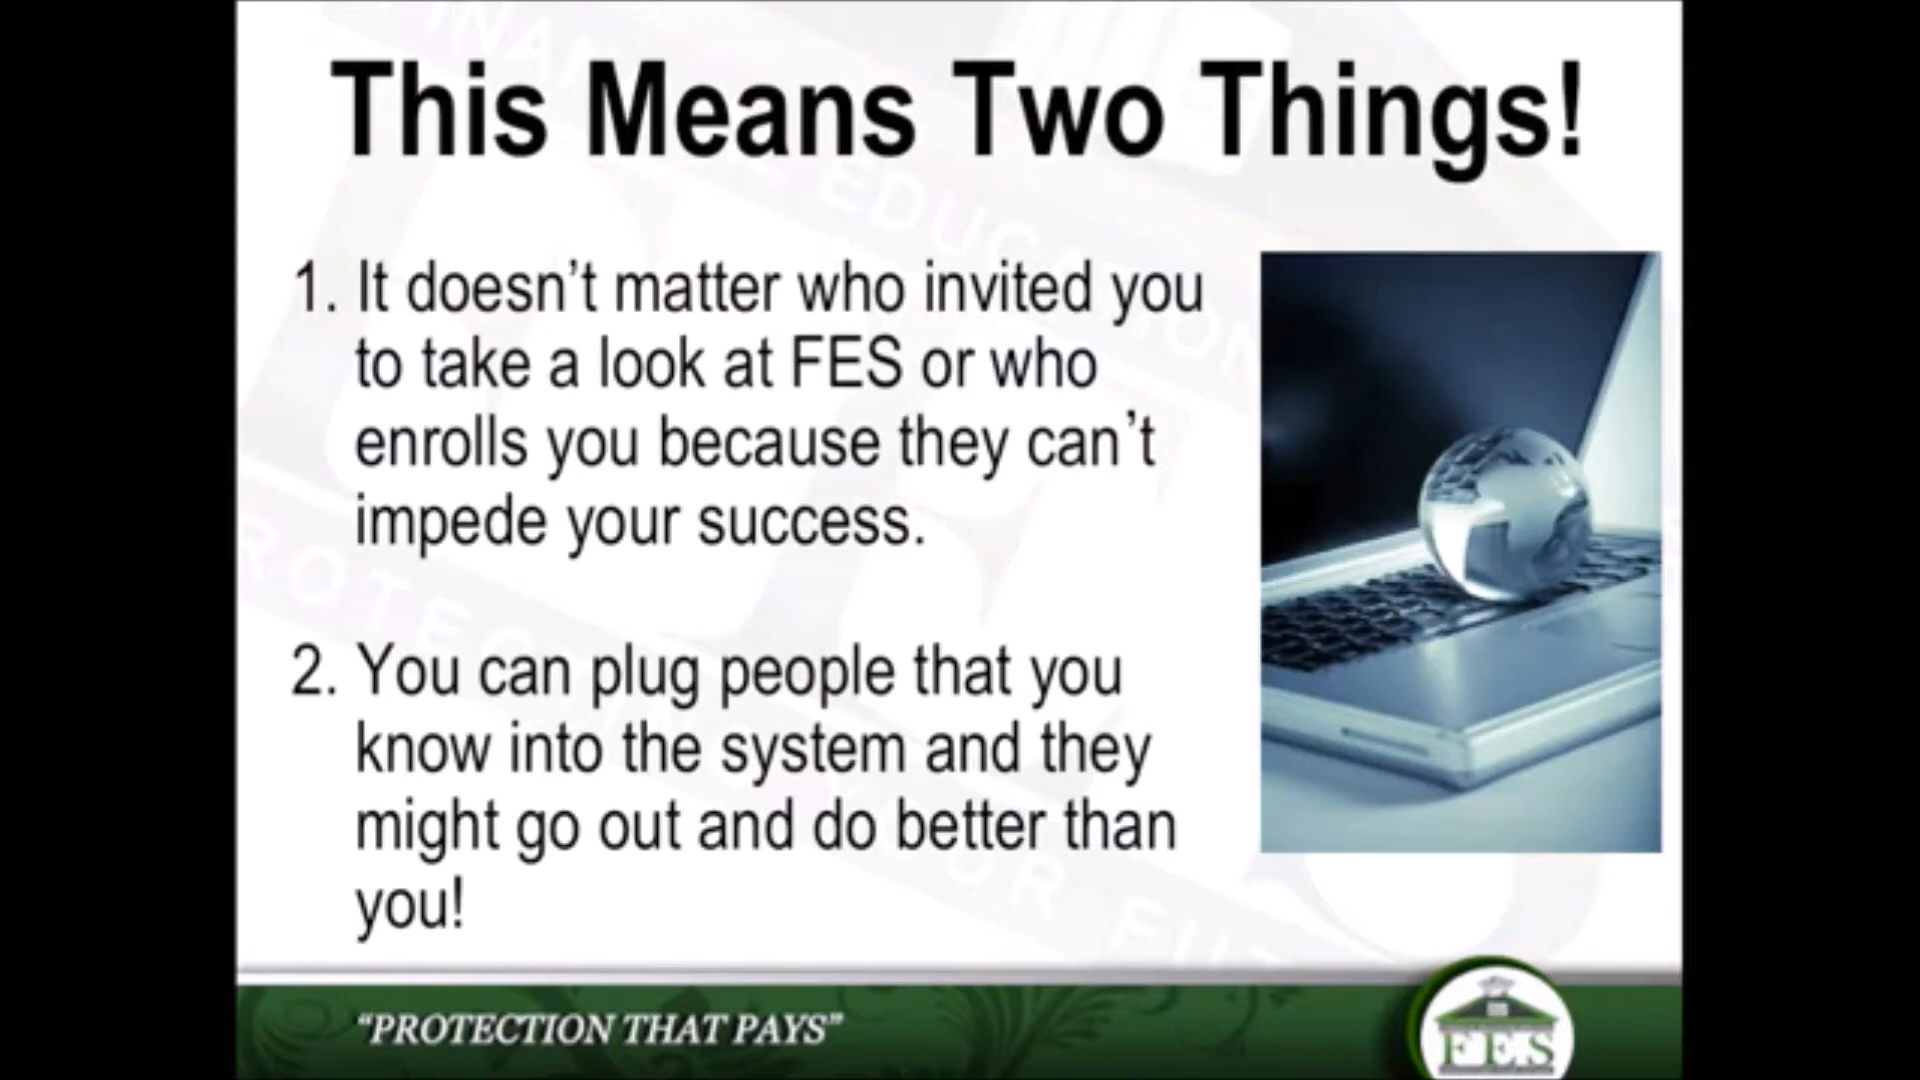 This Means Two Things!
1. It doesn’t matter who invited you
to take a look at FES or who
enrolls you because they can’t
impede your success.
2. You can plug people that you
know into the system and they
might go out and do better than
you!
“PROTECTION THAT PAYS”
FES